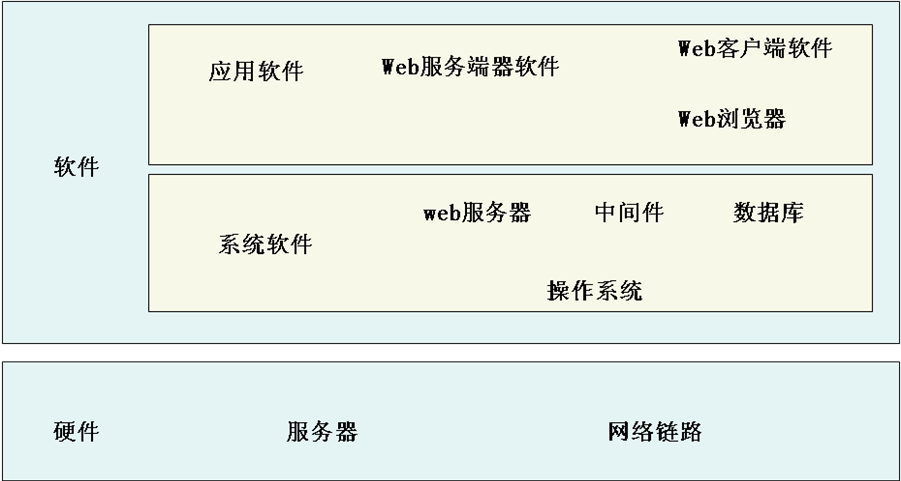 软件
应用软件
Web服务端器软件
Web客户端软件
Web浏览器
系统软件
web服务器
中间件
数据库
操作系统
硬件
服务器
网络链路